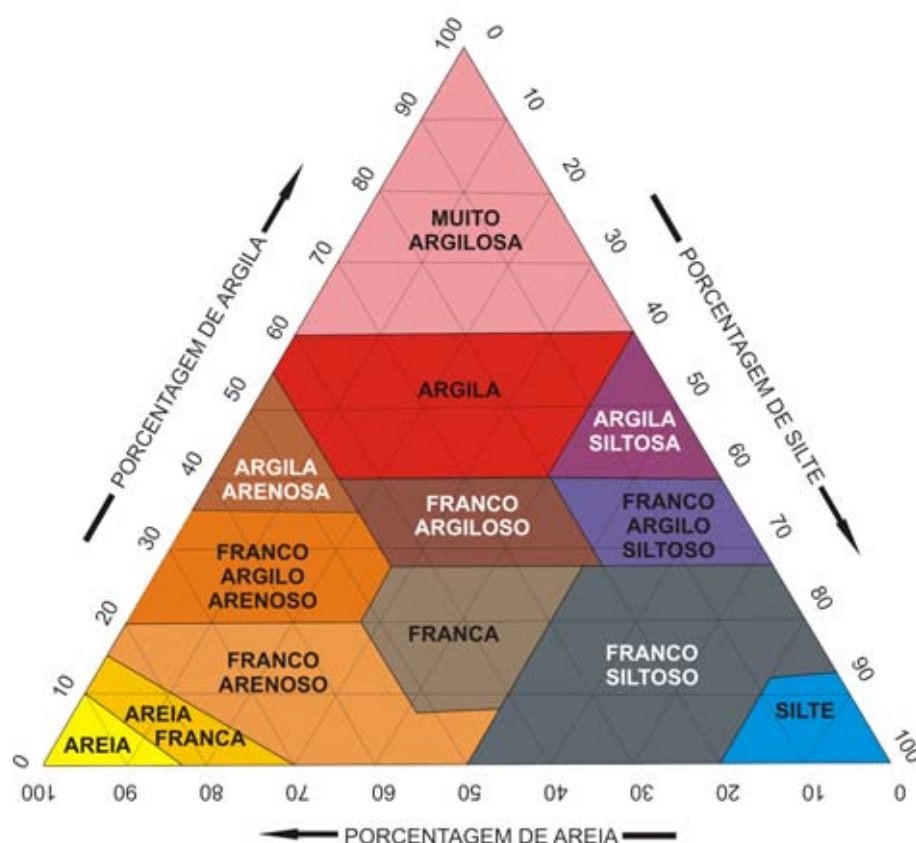 100
0
90
10
80
20
70
30
60
40
50
50
40
60
30
70
20
80
10
90
0
100
PORCENTAGEM DE ARGILA
PORCENTAGEM DE SILTE
MUITO
ARGILOSA
ARGILA
ARGILA
SILTOSA
ARGILA
ARENOSA
FRANCO
ARGILOSO
FRANCO
ARGILO
SILTOSO
FRANCO
ARGILO
ARENOSO
FRANCA
FRANCO
ARENOSO
FRANCO
SILTOSO
AREIA
FRANCA
AREIA
SILTE
100 90 80 70 60 50 40 30 20 10 0
PORCENTAGEM DE AREIA